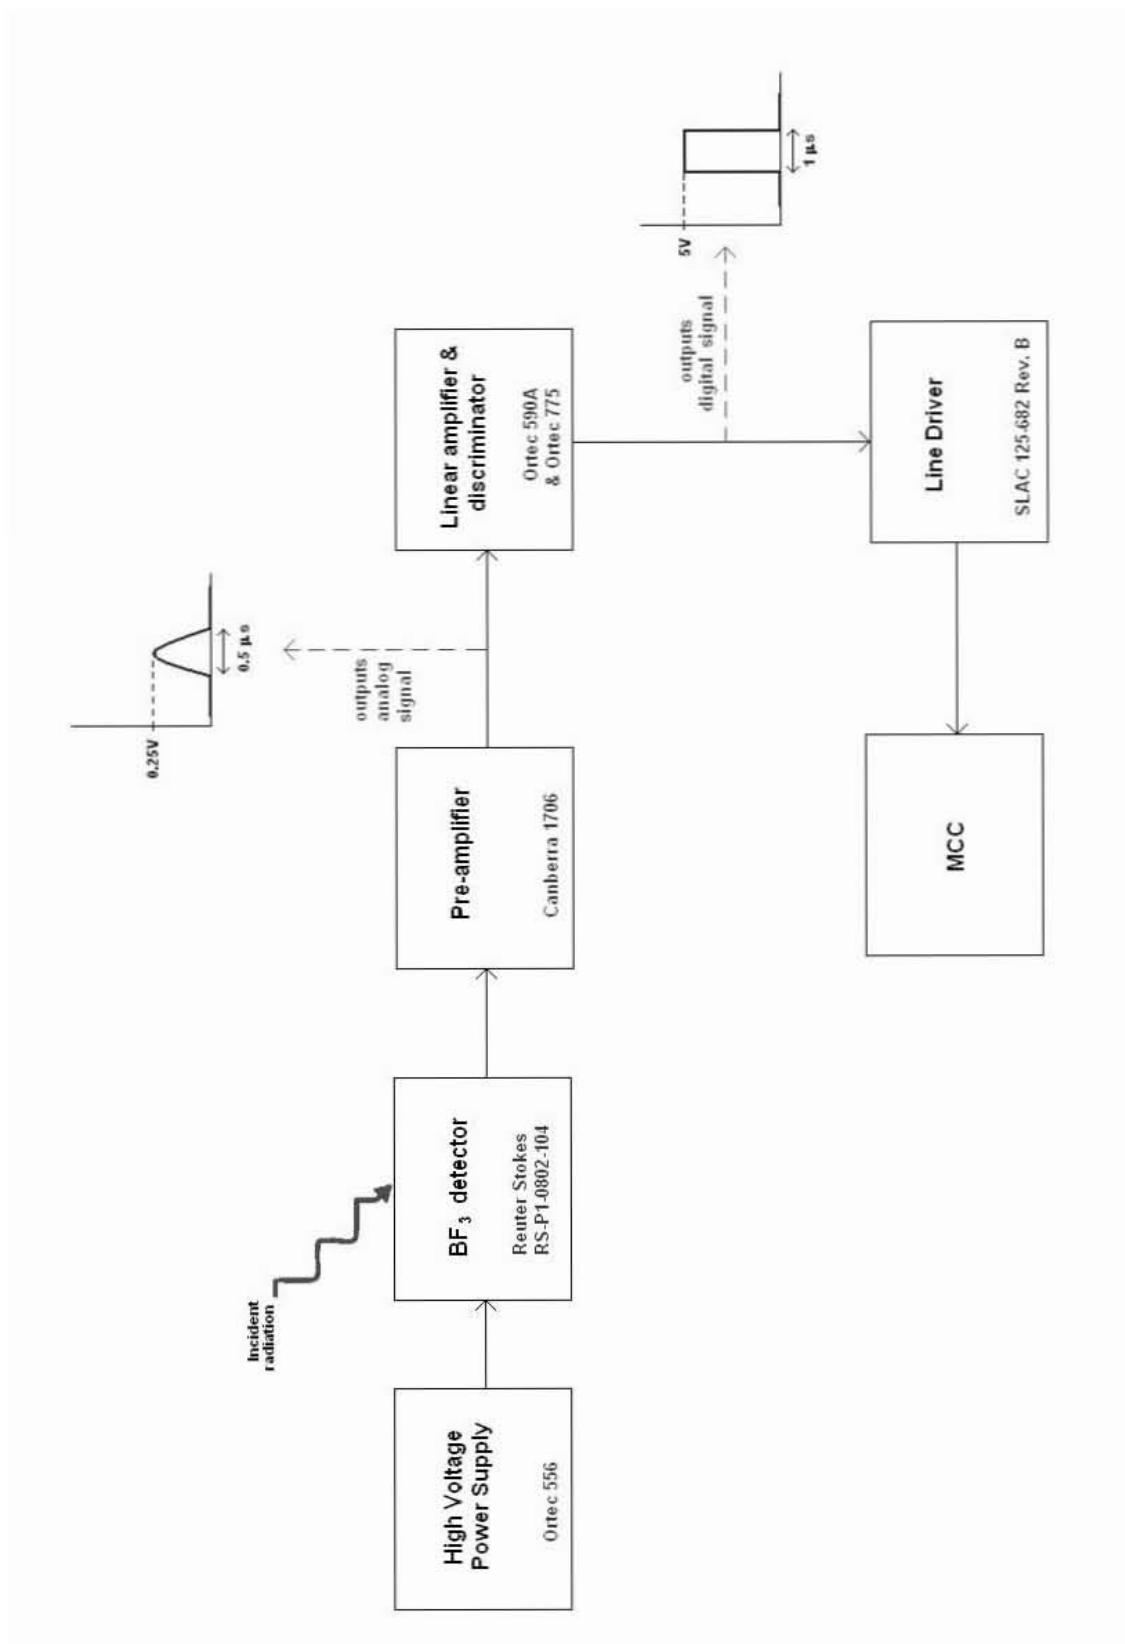 High Voltage
Power Supply
Ortec 556
Incident
radiation
BF3 detector
Reuter Stokes
RS-P1-0802-104
Pre-amplifier
Canberra 1706
outputs
analog
signal
0.25V
0.5 μs
Linear amplifier &
discriminator
Ortec 590A
& Ortec 775
outputs
digital signal
5V
1 μs
Line Driver
SLAC 125-682 Rev. B
MCC